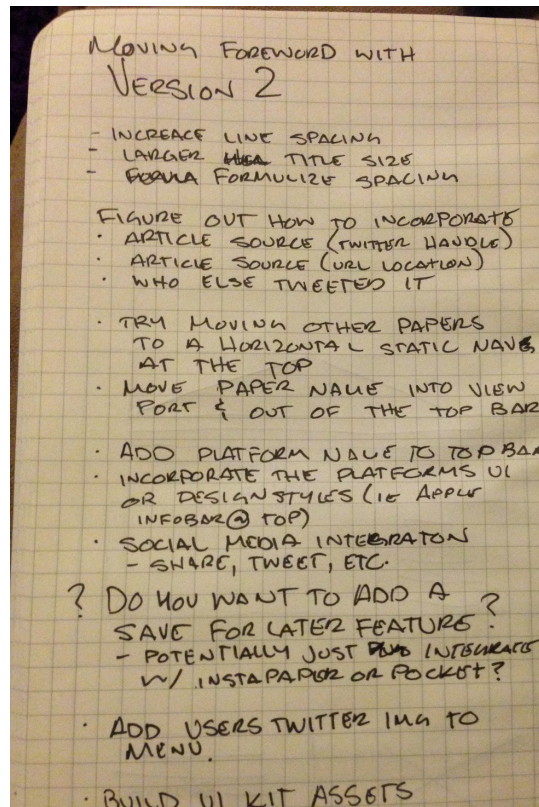 MOVING FOREWORD WITH
VERSION 2
- INCREACE LINE SPACING
- LARGER TITLE SIZE
- FORMULIZE SPACING
FIGURE OUT HOW TO INCORPORATE
· ARTICLE SOURCE (TWITTER HANDLE)
· ARTICLE SOURCE (URL LOCATION)
· WHO ELSE TWEETED IT
· TRY MOVING OTHER PAPERS
TO A HORIZONTAL STATIC NAV
AT THE TOP
· MOVE PAPER NAME INTO VIEW
PORT & OUT OF THE TOP BAR
· ADD PLATFORM NAME TO TOP BAR
· INCORPORATE THE PLATFORMS UI
OR DESIGN STYLES (IE APPLE
INFOBAR @ TOP)
· SOCIAL MEDIA INTEGRATON
- SHARE, TWEET, ETC.
? DO YOU WANT TO ADD A
SAVE FOR LATER FEATURE?
- POTENTIALLY JUST INTEGRATE
W/ INSTAPAPER OR POCKET?
· ADD USERS TWITTER IMG TO
MENU.
· BUILD UI KIT ASSETS